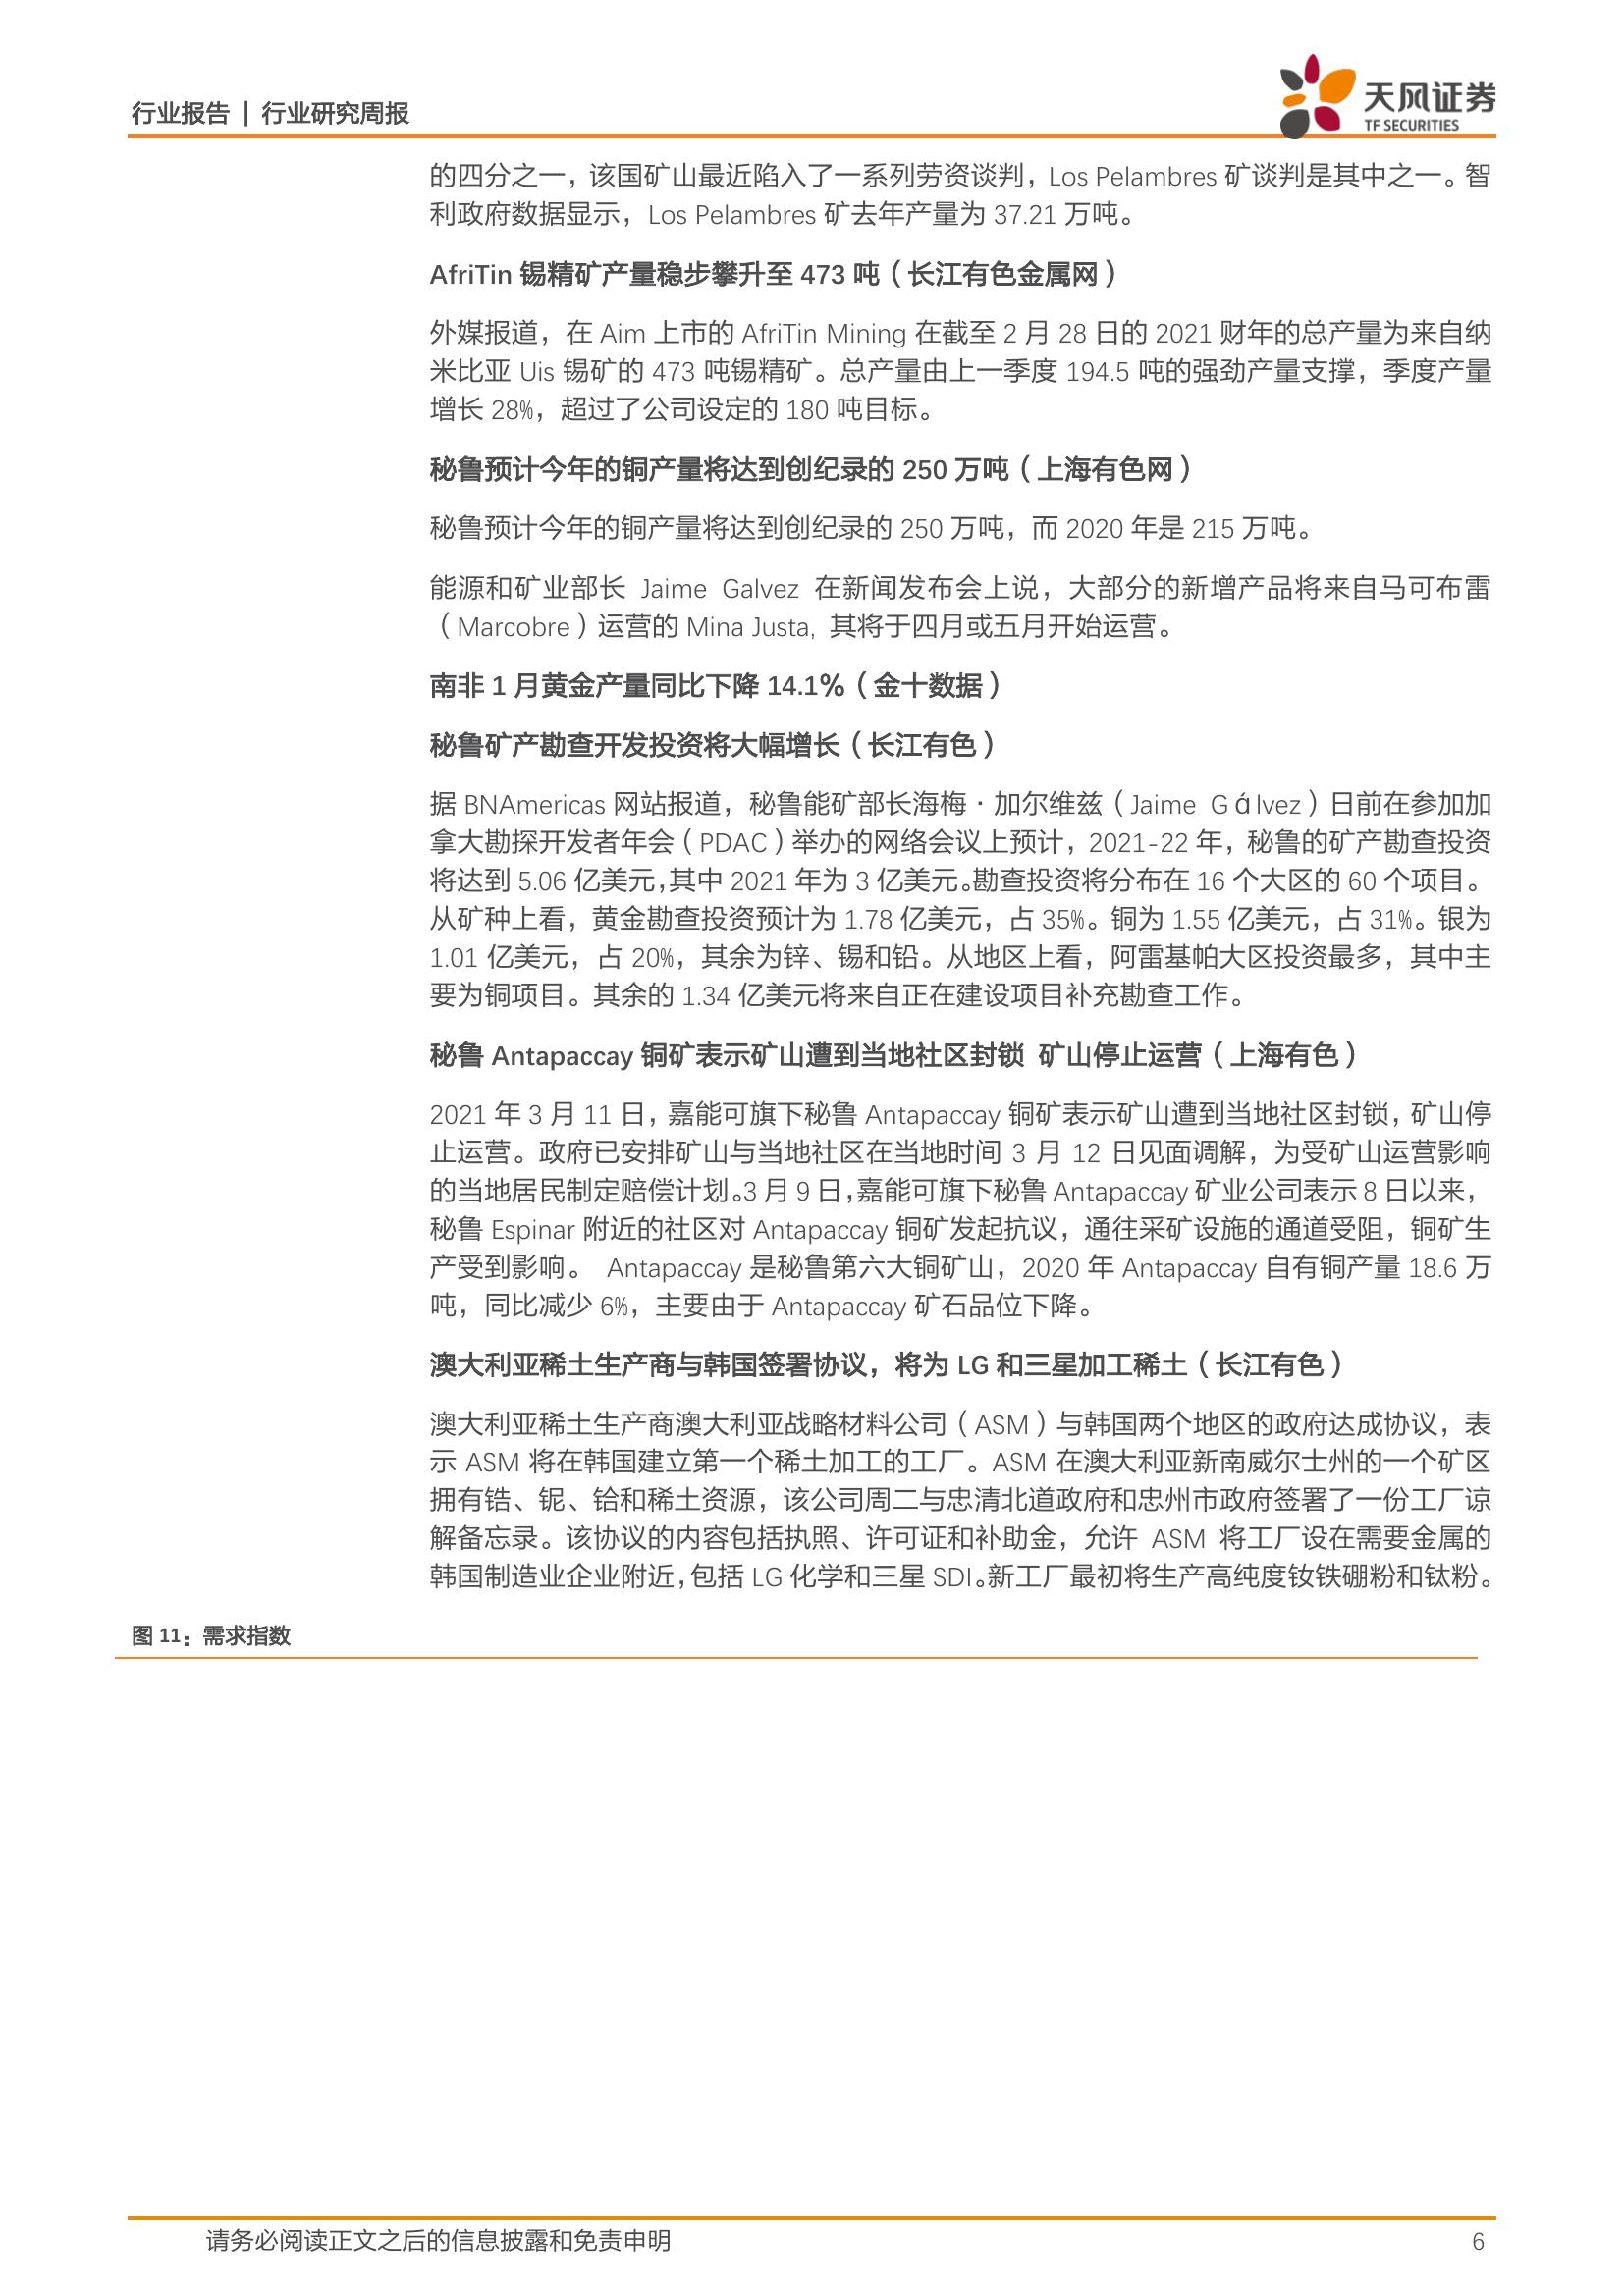 行业报告 | 行业研究周报
天风证券
TF SECURITIES
的四分之一，该国矿山最近陷入了一系列劳资谈判，Los Pelambres 矿谈判是其中之一。智
利政府数据显示，Los Pelambres 矿去年产量为 37.21 万吨。
AfriTin 锡精矿产量稳步攀升至 473 吨（长江有色金属网）
外媒报道，在 Aim 上市的 AfriTin Mining 在截至 2 月 28 日的 2021 财年的总产量为来自纳
米比亚 Uis 锡矿的 473 吨锡精矿。总产量由上一季度 194.5 吨的强劲产量支撑，季度产量
增长 28%，超过了公司设定的 180 吨目标。
秘鲁预计今年的铜产量将达到创纪录的 250 万吨（上海有色网）
秘鲁预计今年的铜产量将达到创纪录的 250 万吨，而 2020 年是 215 万吨。
能源和矿业部长 Jaime Galvez 在新闻发布会上说，大部分的新增产品将来自马可布雷
（Marcobre）运营的 Mina Justa, 其将于四月或五月开始运营。
南非 1 月黄金产量同比下降 14.1%（金十数据）
秘鲁矿产勘查开发投资将大幅增长（长江有色）
据 BNAmericas 网站报道，秘鲁能矿部长海梅·加尔维兹（Jaime Gálvez）日前在参加加
拿大勘探开发者年会（PDAC）举办的网络会议上预计，2021-22 年，秘鲁的矿产勘查投资
将达到 5.06 亿美元，其中 2021 年为 3 亿美元。勘查投资将分布在 16 个大区的 60 个项目。
从矿种上看，黄金勘查投资预计为 1.78 亿美元，占 35%。铜为 1.55 亿美元，占 31%。银为
1.01 亿美元，占 20%，其余为锌、锡和铅。从地区上看，阿雷基帕大区投资最多，其中主
要为铜项目。其余的 1.34 亿美元将来自正在建设项目补充勘查工作。
秘鲁 Antapaccay 铜矿表示矿山遭到当地社区封锁 矿山停止运营（上海有色）
2021 年 3 月 11 日，嘉能可旗下秘鲁 Antapaccay 铜矿表示矿山遭到当地社区封锁，矿山停
止运营。政府已安排矿山与当地社区在当地时间 3 月 12 日见面调解，为受矿山运营影响
的当地居民制定赔偿计划。3 月 9 日，嘉能可旗下秘鲁 Antapaccay 矿业公司表示 8 日以来，
秘鲁 Espinar 附近的社区对 Antapaccay 铜矿发起抗议，通往采矿设施的通道受阻，铜矿生
产受到影响。 Antapaccay 是秘鲁第六大铜矿山，2020 年 Antapaccay 自有铜产量 18.6 万
吨，同比减少 6%，主要由于 Antapaccay 矿石品位下降。
澳大利亚稀土生产商与韩国签署协议，将为 LG 和三星加工稀土（长江有色）
澳大利亚稀土生产商澳大利亚战略材料公司（ASM）与韩国两个地区的政府达成协议，表
示 ASM 将在韩国建立第一个稀土加工的工厂。ASM 在澳大利亚新南威尔士州的一个矿区
拥有锆、铌、铪和稀土资源，该公司周二与忠清北道政府和忠州市政府签署了一份工厂谅
解备忘录。该协议的内容包括执照、许可证和补助金，允许 ASM 将工厂设在需要金属的
韩国制造业企业附近，包括 LG 化学和三星 SDI。新工厂最初将生产高纯度钕铁硼粉和钛粉。
图 11：需求指数
请务必阅读正文之后的信息披露和免责申明
6